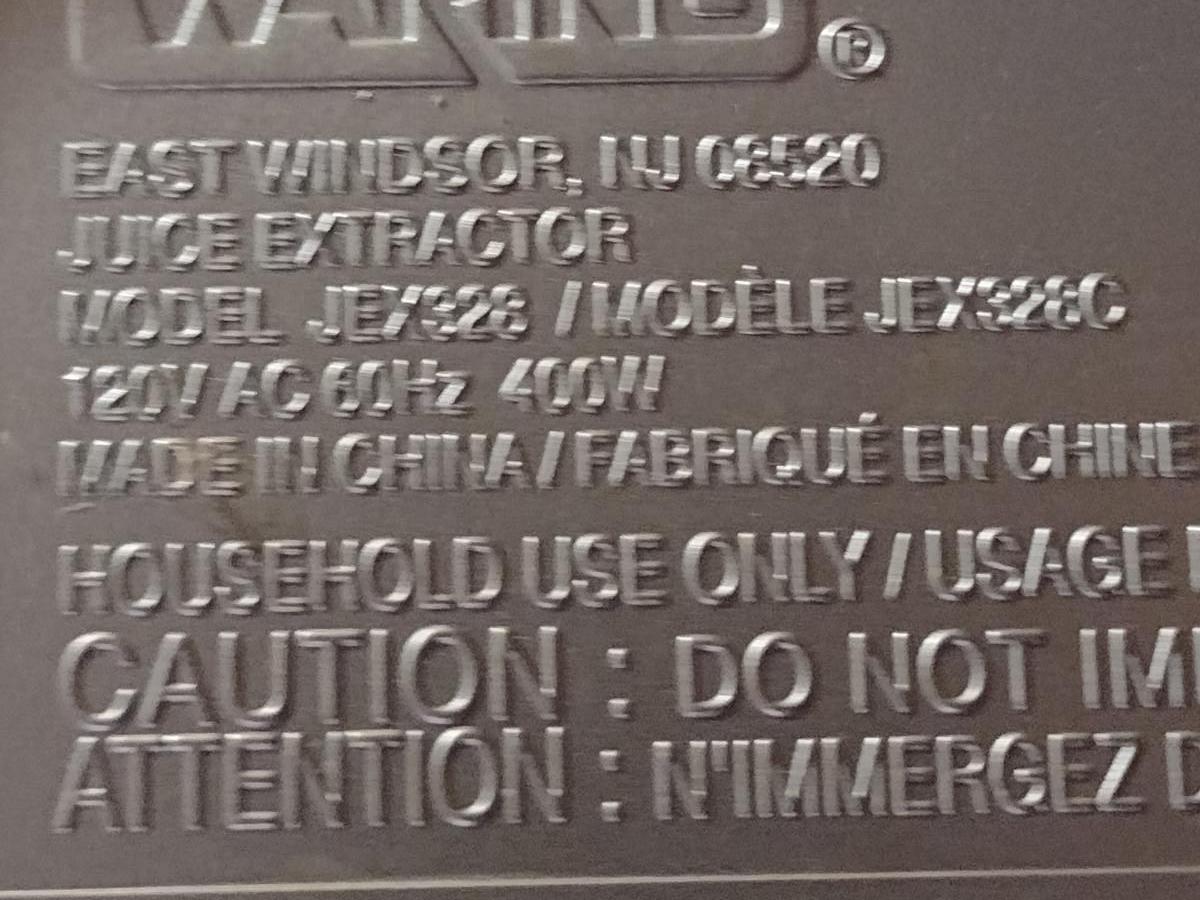 WARING ®
EAST WINDSOR, NJ 08520
JUICE EXTRACTOR
MODEL JEX328 / MODÈLE JEX328C
120V AC 60Hz 400W
MADE IN CHINA / FABRIQUÉ EN CHINE
HOUSEHOLD USE ONLY / USAGE
CAUTION : DO NOT
ATTENTION : N'IMMERGEZ